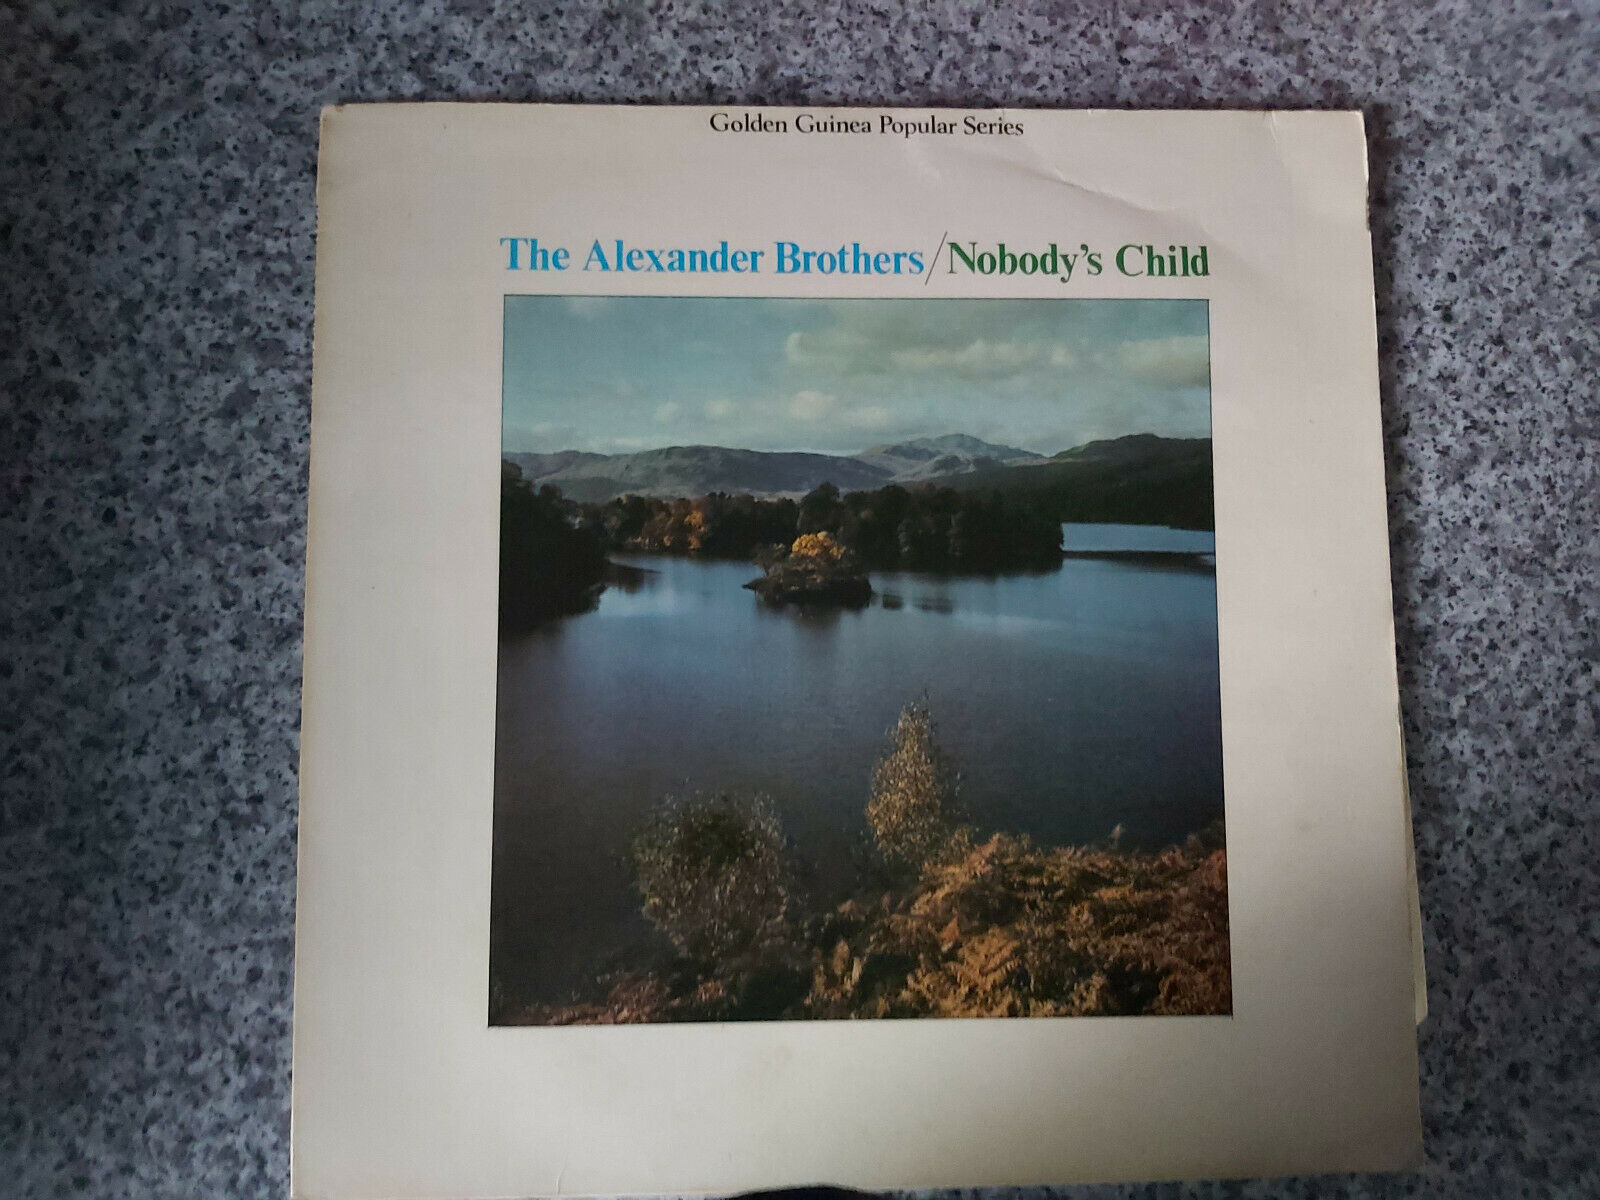 Golden Guinea Popular Series
The Alexander Brothers/Nobody's Child